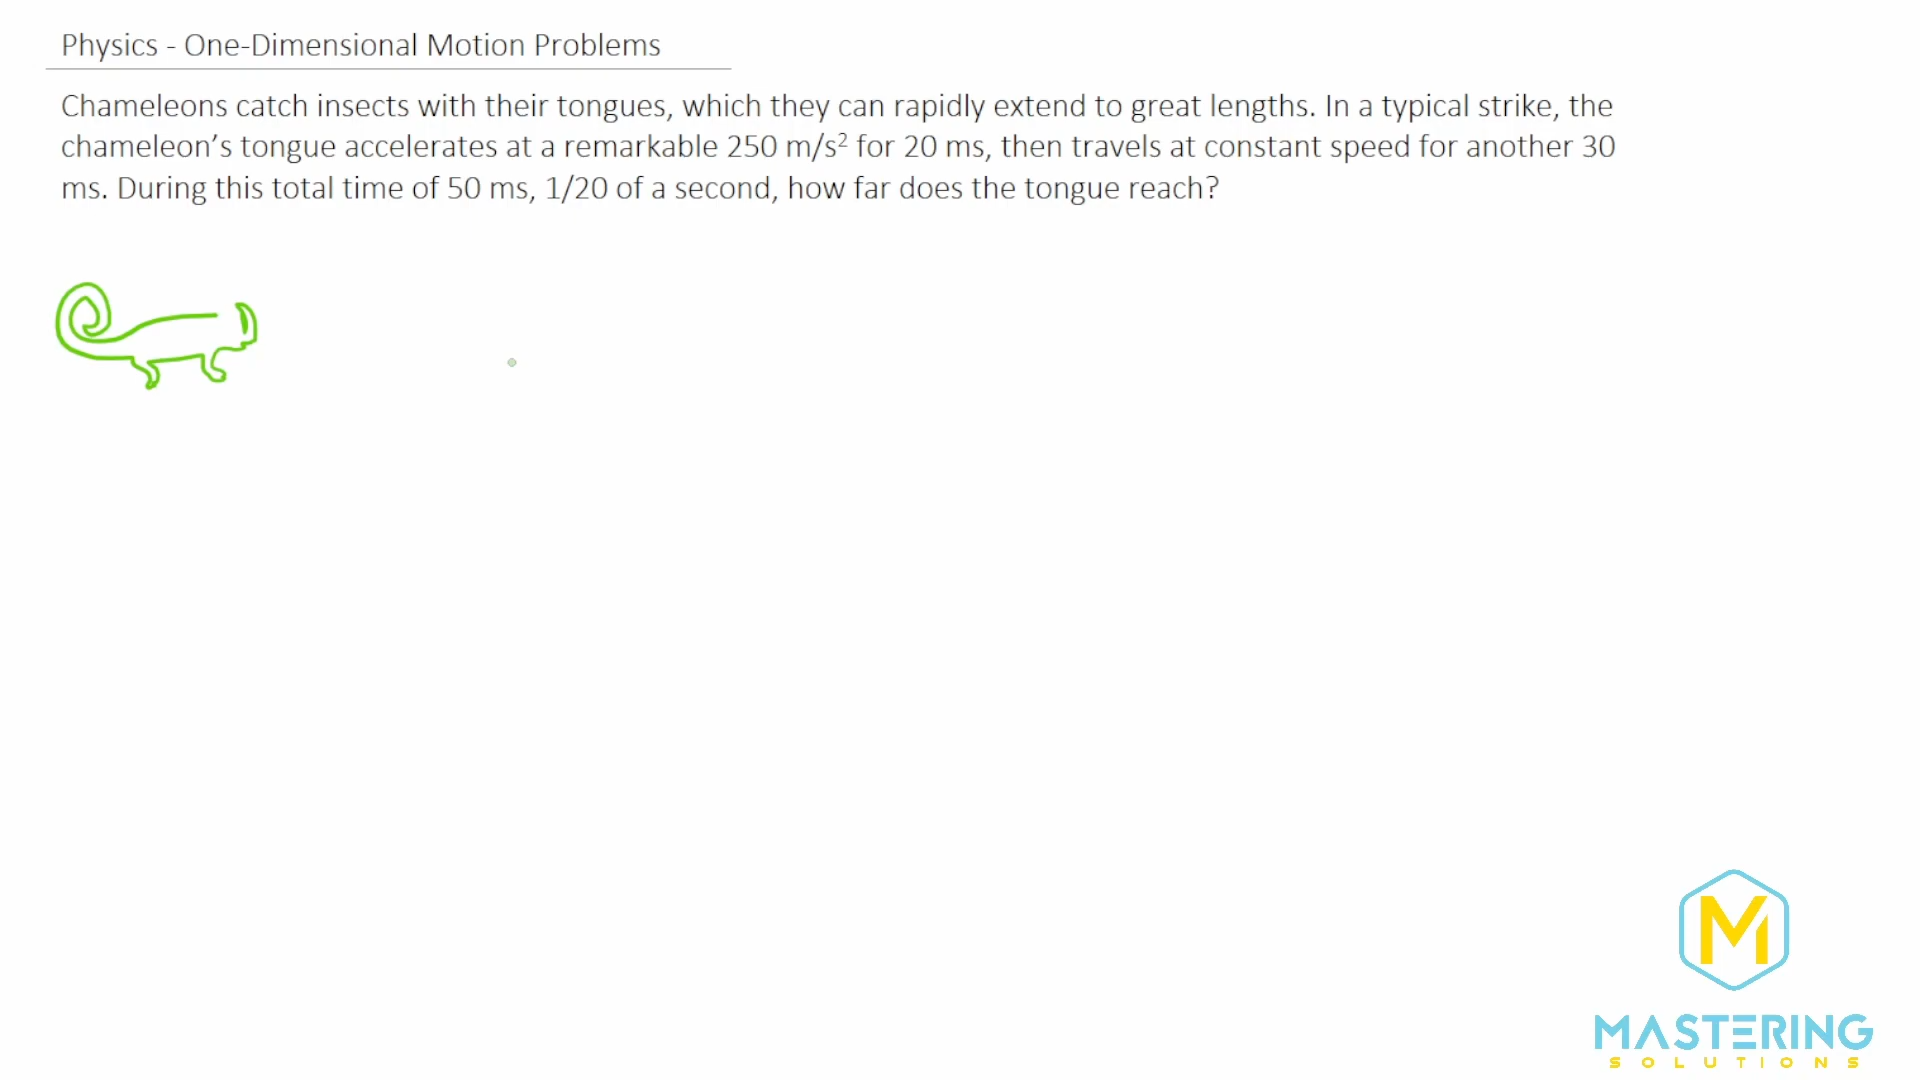 Physics - One-Dimensional Motion Problems
Chameleons catch insects with their tongues, which they can rapidly extend to great lengths. In a typical strike, the
chameleon’s tongue accelerates at a remarkable 250 m/s² for 20 ms, then travels at constant speed for another 30
ms. During this total time of 50 ms, 1/20 of a second, how far does the tongue reach?
M
MASTERING
SOLUTIONS